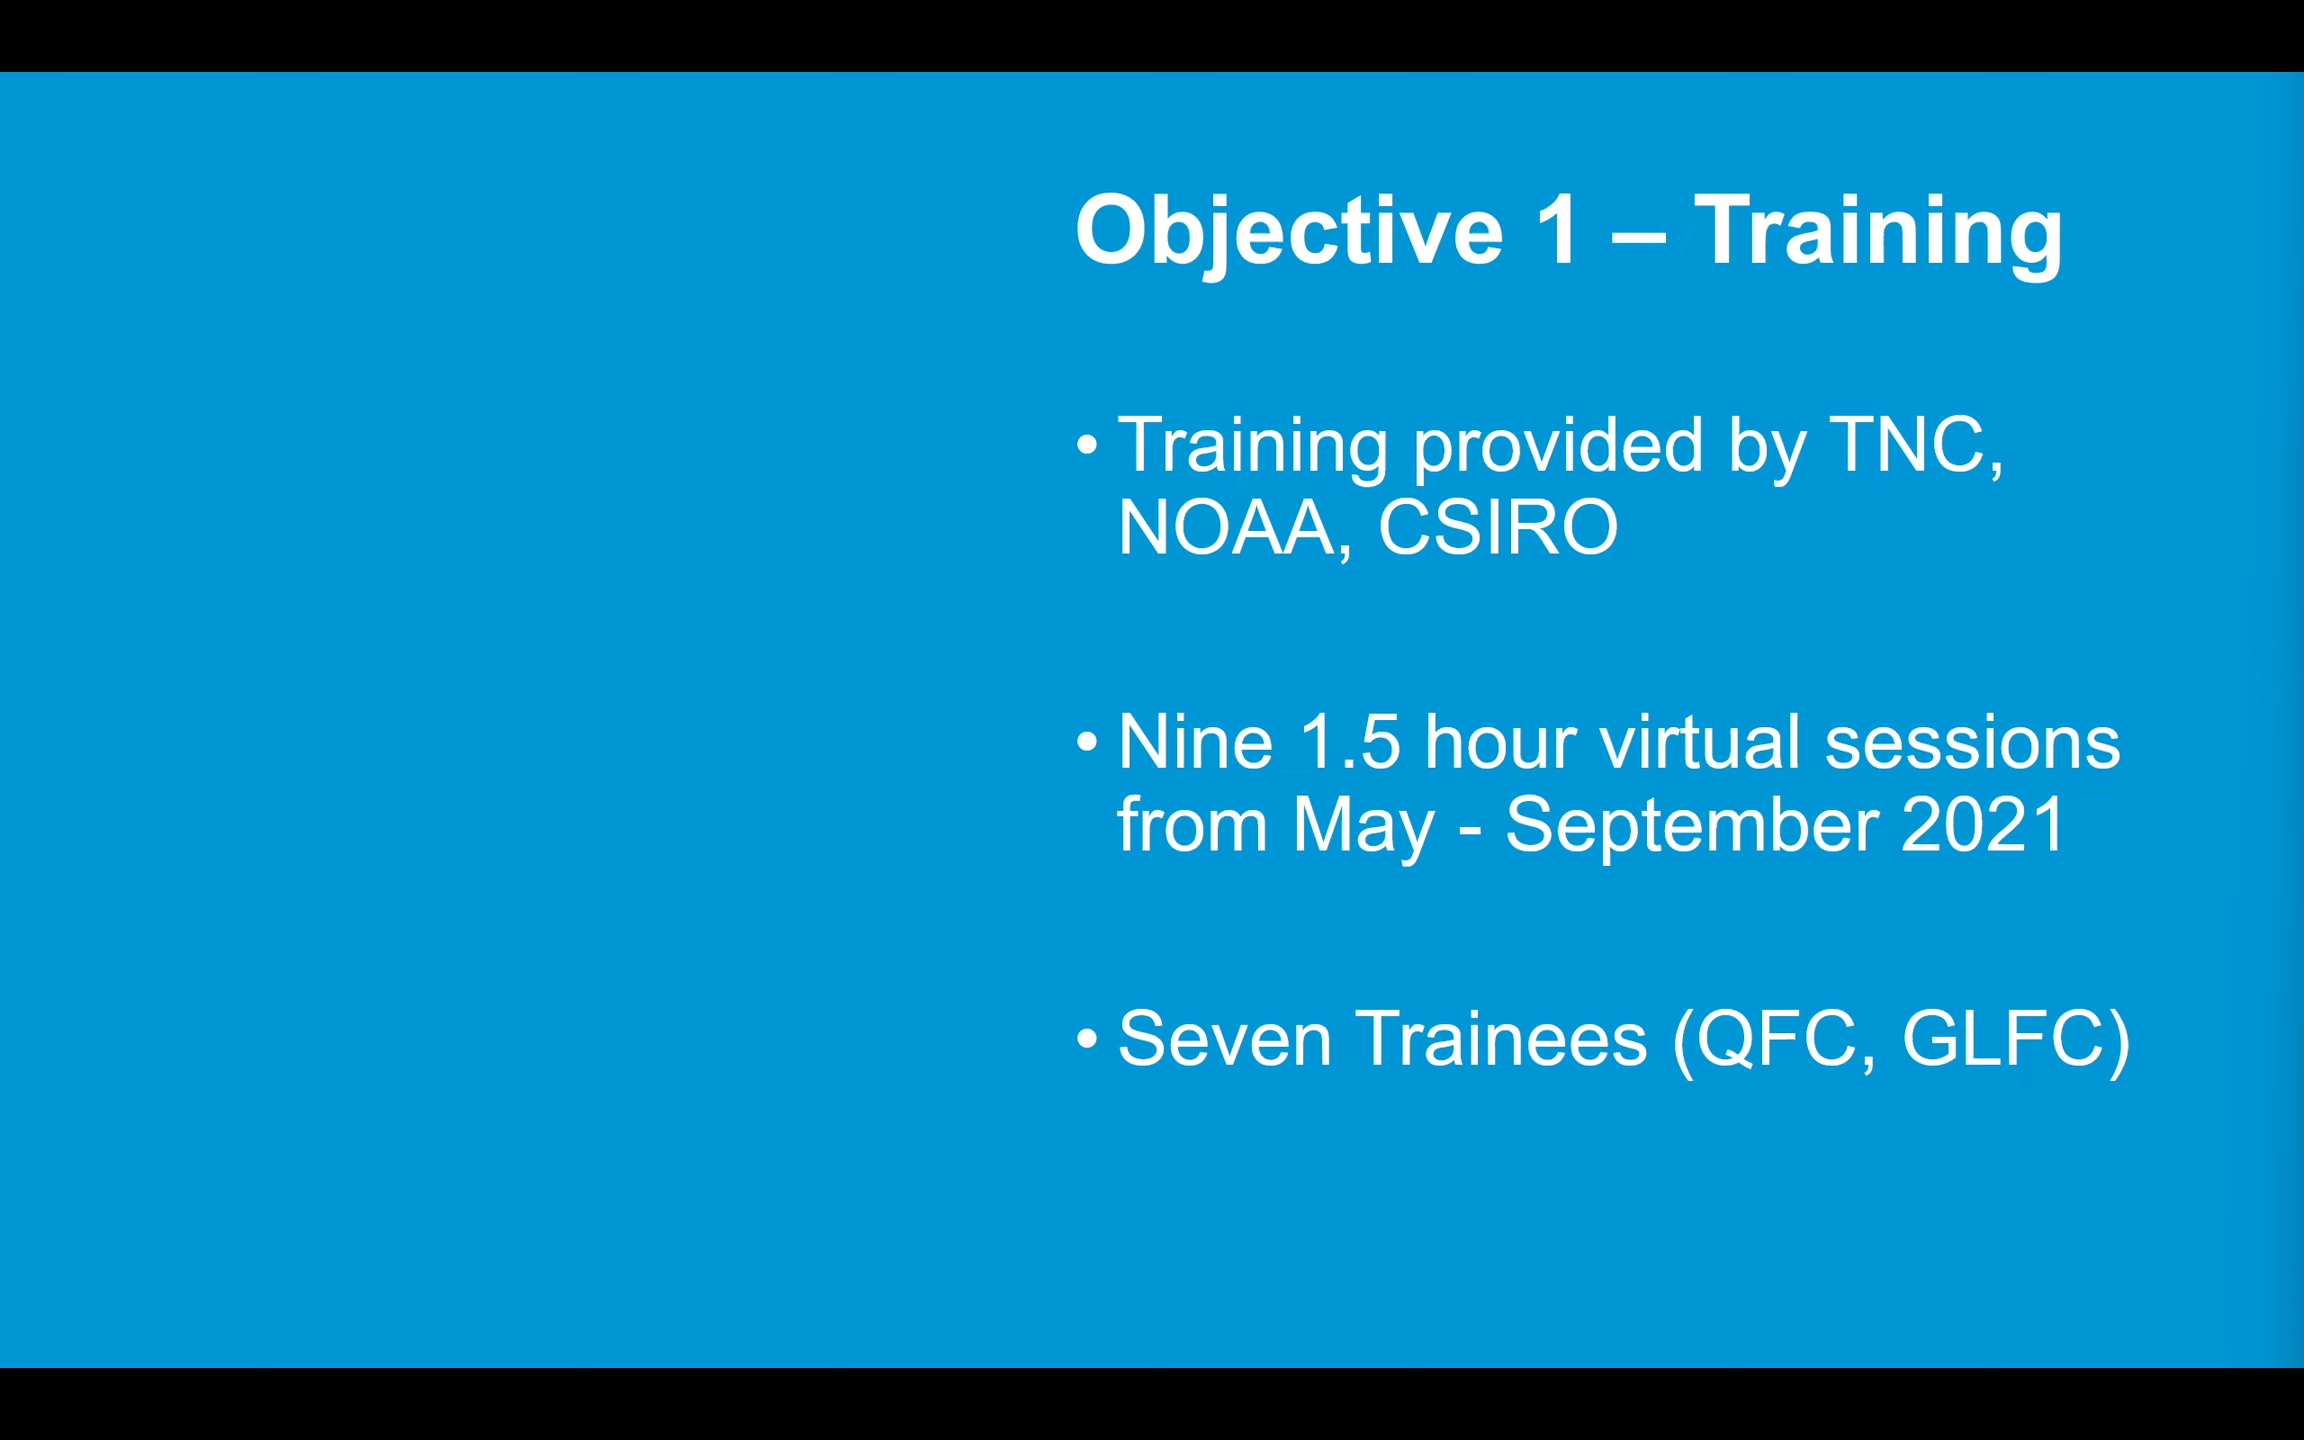 Objective 1 – Training
• Training provided by TNC,
NOAA, CSIRO
• Nine 1.5 hour virtual sessions
from May - September 2021
• Seven Trainees (QFC, GLFC)